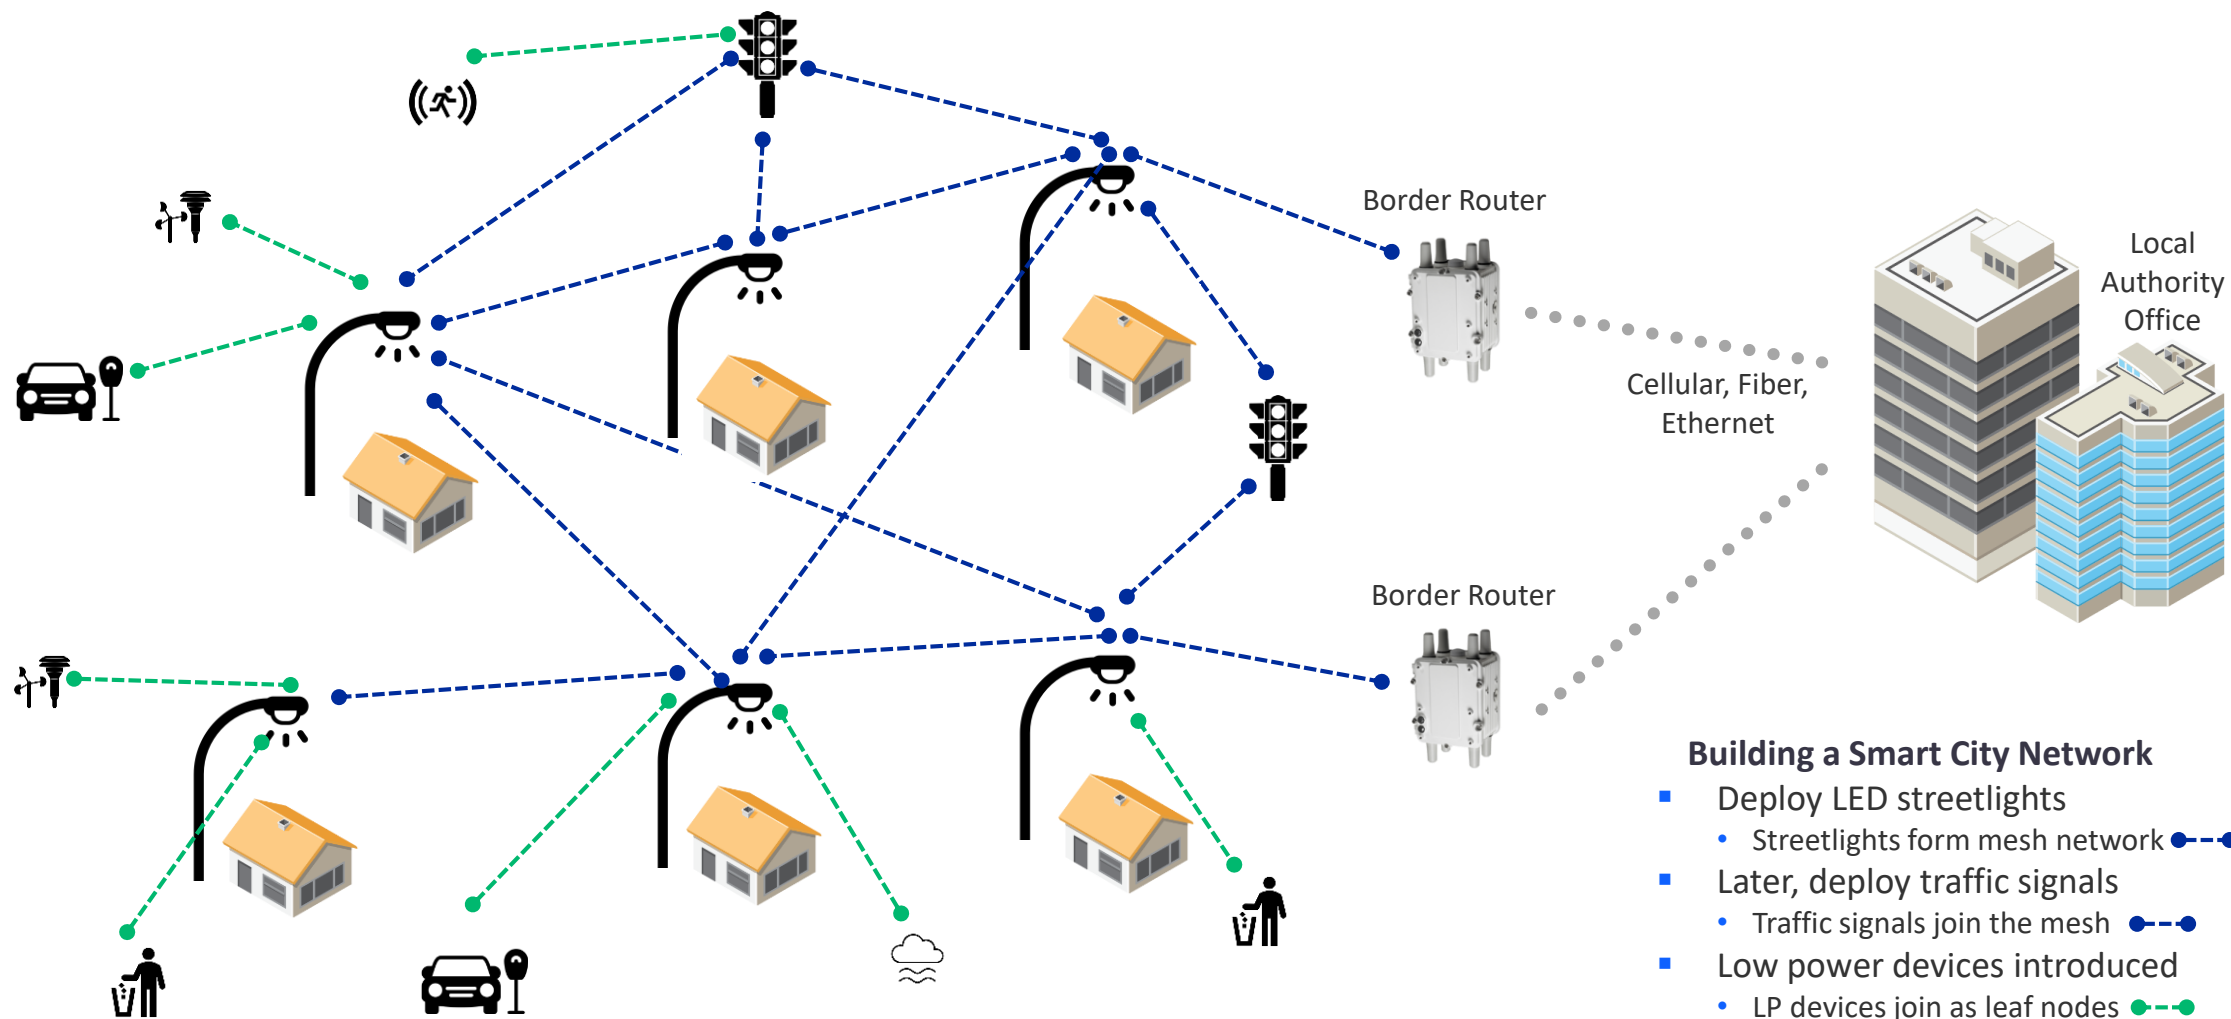 Border Router
Local
Authority
Office
Cellular, Fiber,
Ethernet
Border Router
Building a Smart City Network
▪ Deploy LED streetlights
• Streetlights form mesh network
▪ Later, deploy traffic signals
• Traffic signals join the mesh
▪ Low power devices introduced
• LP devices join as leaf nodes